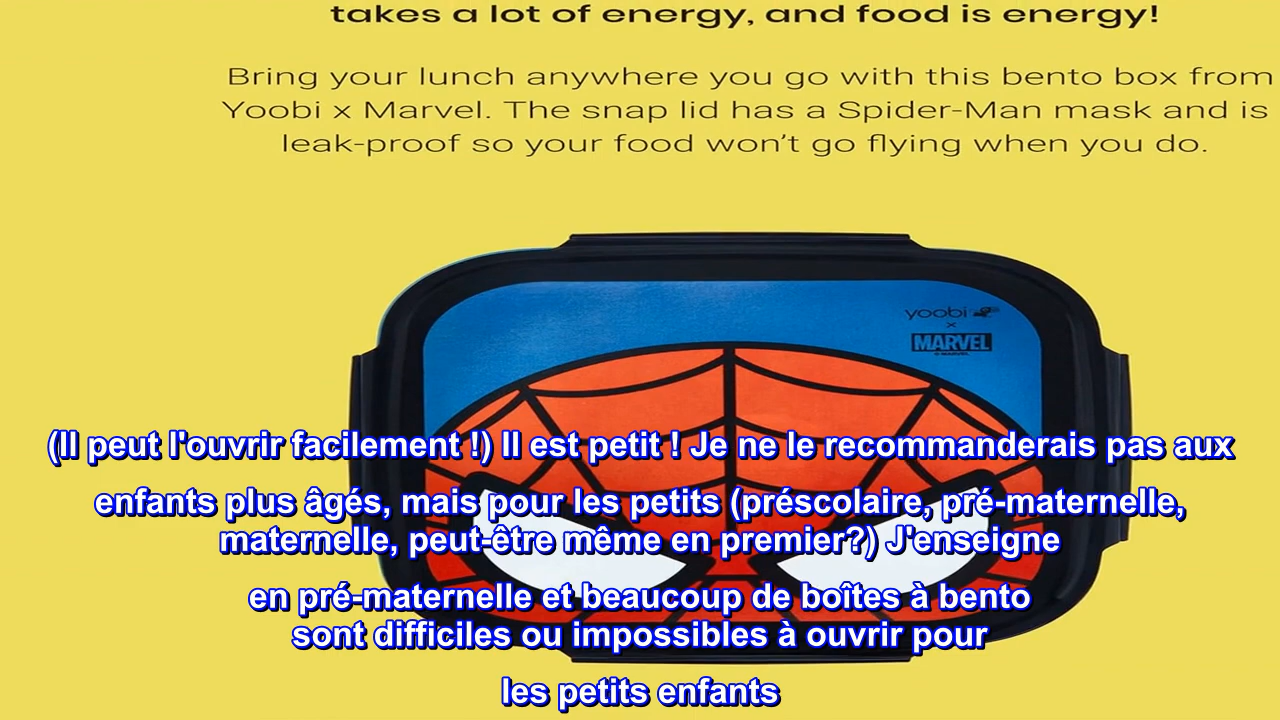 takes a lot of energy, and food is energy!
Bring your lunch anywhere you go with this bento box from
Yoobi x Marvel. The snap lid has a Spider-Man mask and is
leak-proof so your food won’t go flying when you do.
yoobi
x
MARVEL
© MARVEL
(Il peut l'ouvrir facilement !) Il est petit ! Je ne le recommanderais pas aux
enfants plus âgés, mais pour les petits (préscolaire, pré-maternelle,
maternelle, peut-être même en premier?) J'enseigne
en pré-maternelle et beaucoup de boîtes à bento
sont difficiles ou impossibles à ouvrir pour
les petits enfants